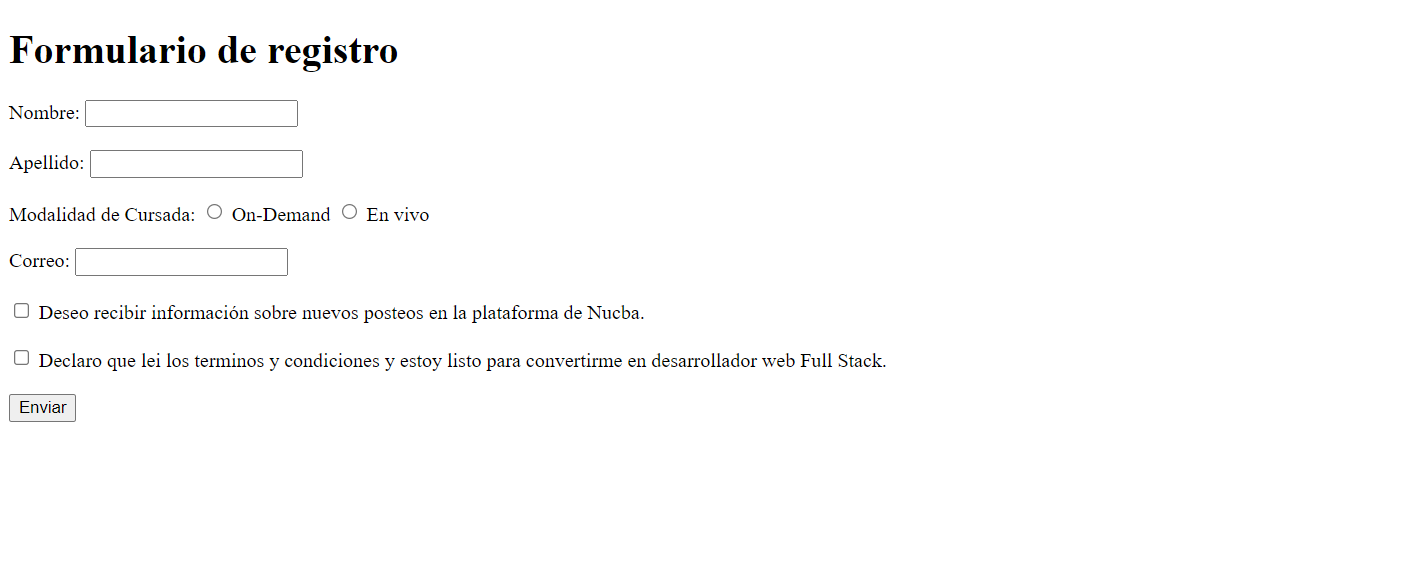 Formulario de registro
Nombre:
Apellido:
Modalidad de Cursada: On-Demand En vivo
Correo:
Deseo recibir información sobre nuevos posteos en la plataforma de Nucba.
Declaro que lei los terminos y condiciones y estoy listo para convertirme en desarrollador web Full Stack.
Enviar